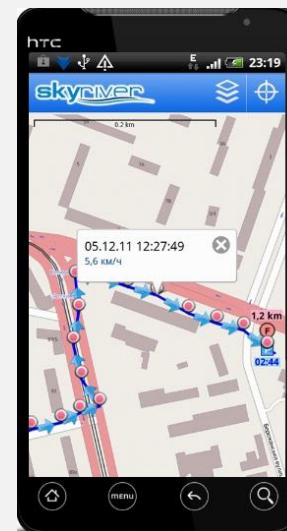 hTC
E
23:19
skyriver
0.2 km
05.12.11 12:27:49
5,6 км/ч
1,2 km
F
02:44
MENU